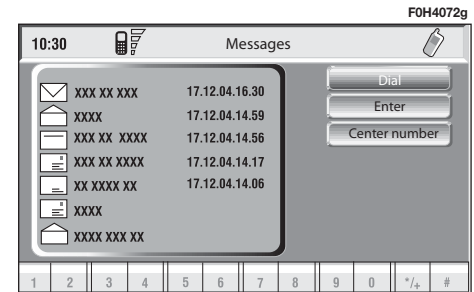 F0H4072g
10:30 Messages
XXX XX XXX 17.12.04.16.30 Dial
XXXX 17.12.04.14.59 Enter
XXX XX XXXX 17.12.04.14.56 Center number
XXX XX XXXX 17.12.04.14.17
XX XXXX XX 17.12.04.14.06
XXXX
XXXX XXX XX
1 2 3 4 5 6 7 8 9 0 */+ #